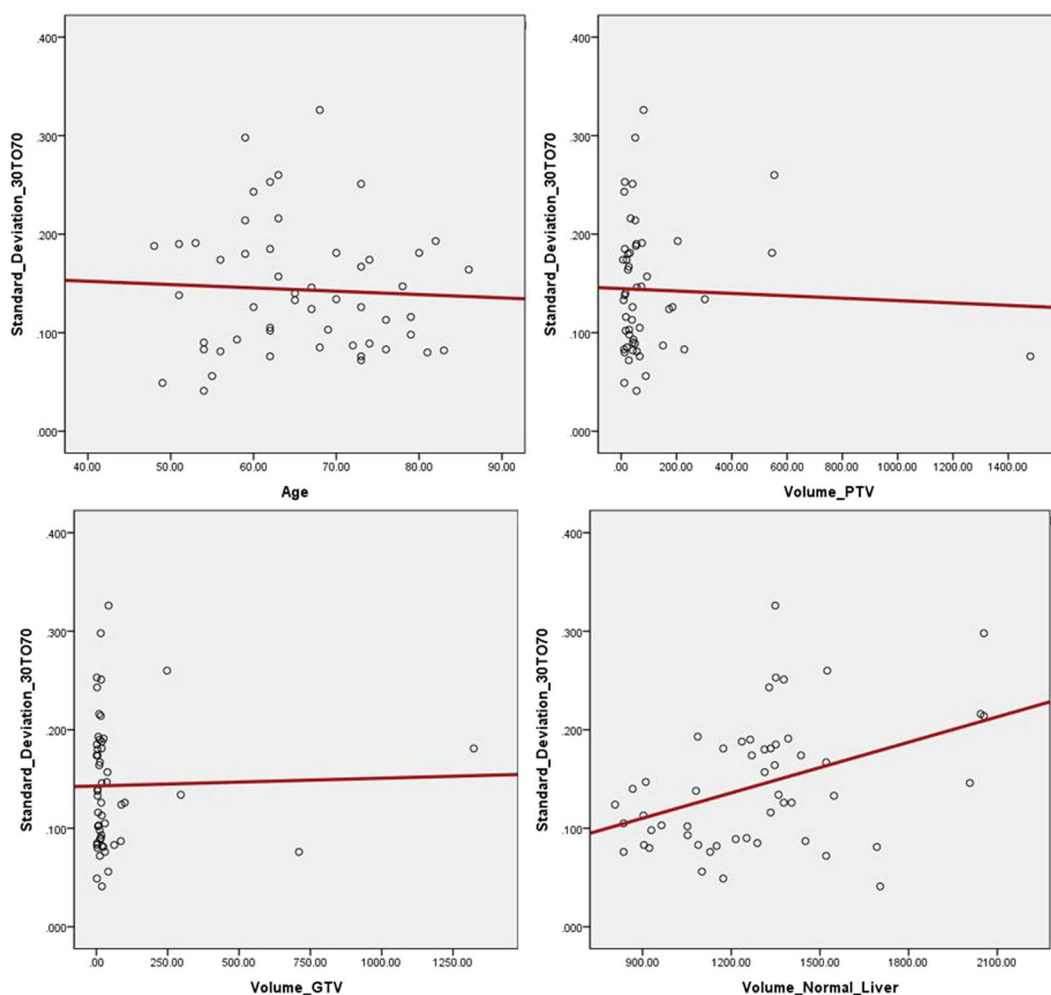 .400
.300
.200
.100
.000
Standard_Deviation_30TO70
40.00 50.00 60.00 70.00 80.00 90.00
Age
.400
.300
.200
.100
.000
Standard_Deviation_30TO70
.00 200.00 400.00 600.00 800.00 1000.00 1200.00 1400.00
Volume_PTV
.400
.300
.200
.100
.000
Standard_Deviation_30TO70
.00 250.00 500.00 750.00 1000.00 1250.00
Volume_GTV
.400
.300
.200
.100
.000
Standard_Deviation_30TO70
900.00 1200.00 1500.00 1800.00 2100.00
Volume_Normal_Liver